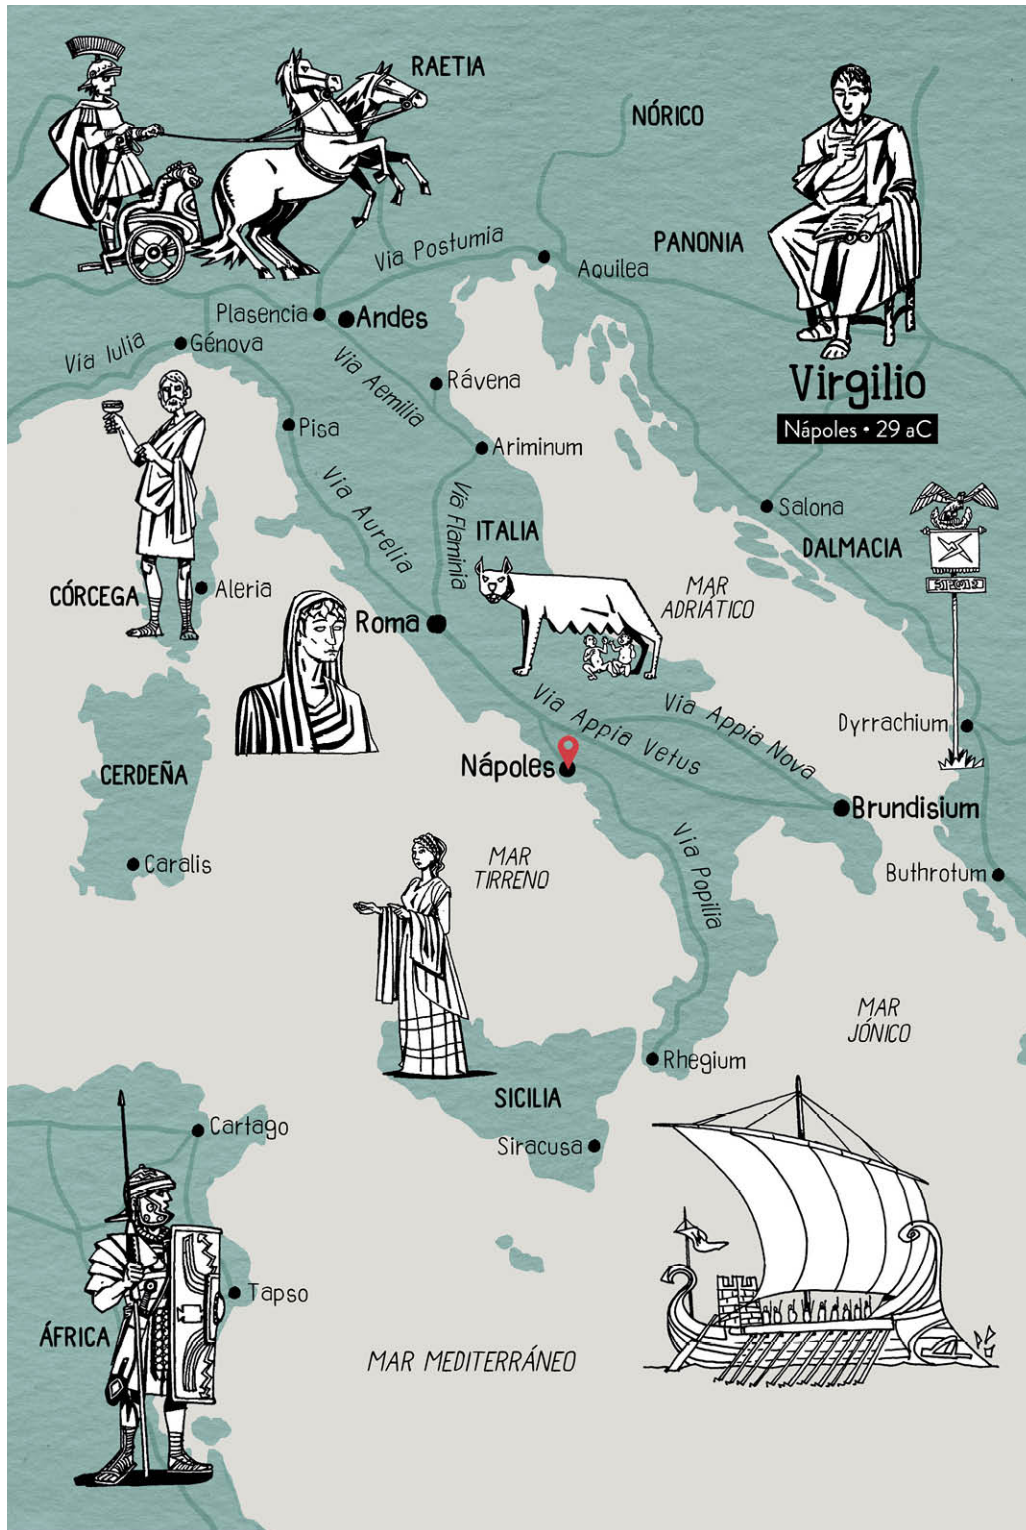 RAETIA
NÓRICO
Via Postumia
PANONIA
Aquilea
Plasencia
Andes
Via Iulia
Génova
Via Aemilia
Rávena
Virgilio
Nápoles • 29 aC
Pisa
Ariminum
Via Aurelia
Via Flaminia
ITALIA
Salona
DALMACIA
CÓRCEGA
Aleria
MAR
ADRIÁTICO
Roma
Via Appia Vetus
Via Appia Nova
Dyrrachium
CERDEÑA
Nápoles
Brundisium
Caralis
MAR
TIRRENO
Via Popilia
Buthrotum
MAR
JÓNICO
Rhegium
SICILIA
Cartago
Siracusa
Tapso
ÁFRICA
MAR MEDITERRÁNEO